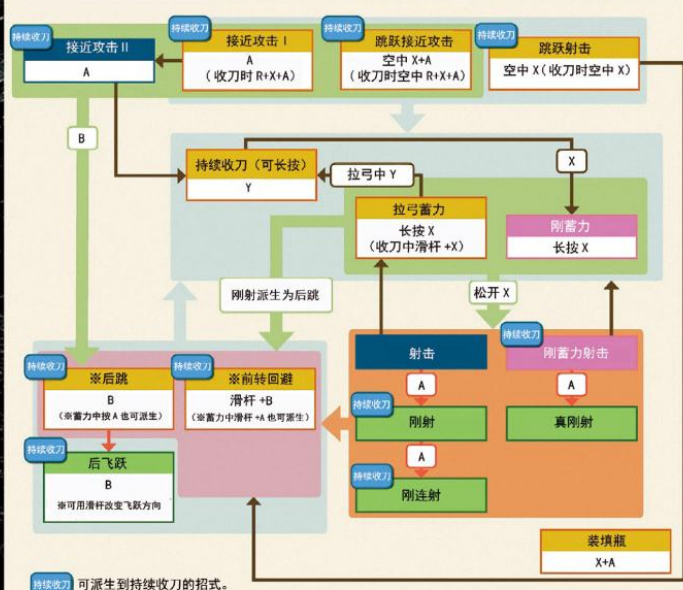 持续收刀
接近攻击 II
A
持续收刀
接近攻击 I
A
(收刀时 R+X+A)
持续收刀
跳跃接近攻击
空中 X+A
(收刀时空中 R+X+A)
持续收刀
跳跃射击
空中 X(收刀时空中 X)
B
持续收刀(可长按)
Y
拉弓中 Y
X
拉弓蓄力
长按 X
(收刀中滑杆 +X)
刚蓄力
长按 X
刚射派生为后跳
松开 X
持续收刀
※后跳
B
(※蓄力中按 A 也可派生)
持续收刀
※前转回避
滑杆 +B
(※蓄力中滑杆 +A 也可派生)
射击
持续收刀
刚蓄力射击
A
A
持续收刀
刚射
真刚射
持续收刀
后飞跃
B
※可用滑杆改变飞跃方向
A
持续收刀
刚连射
装填瓶
X+A
持续收刀 可派生到持续收刀的招式。